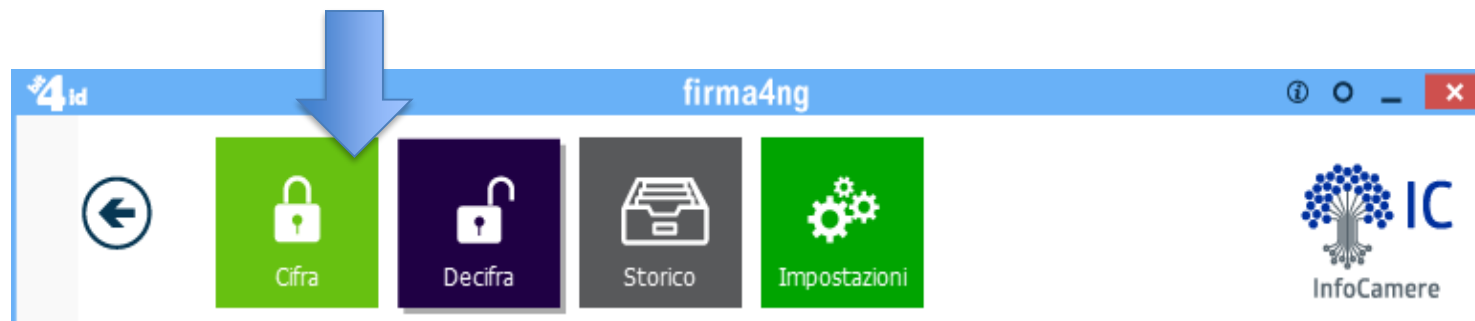 4id
firma4ng
Cifra
Decifra
Storico
Impostazioni
IC
InfoCamere